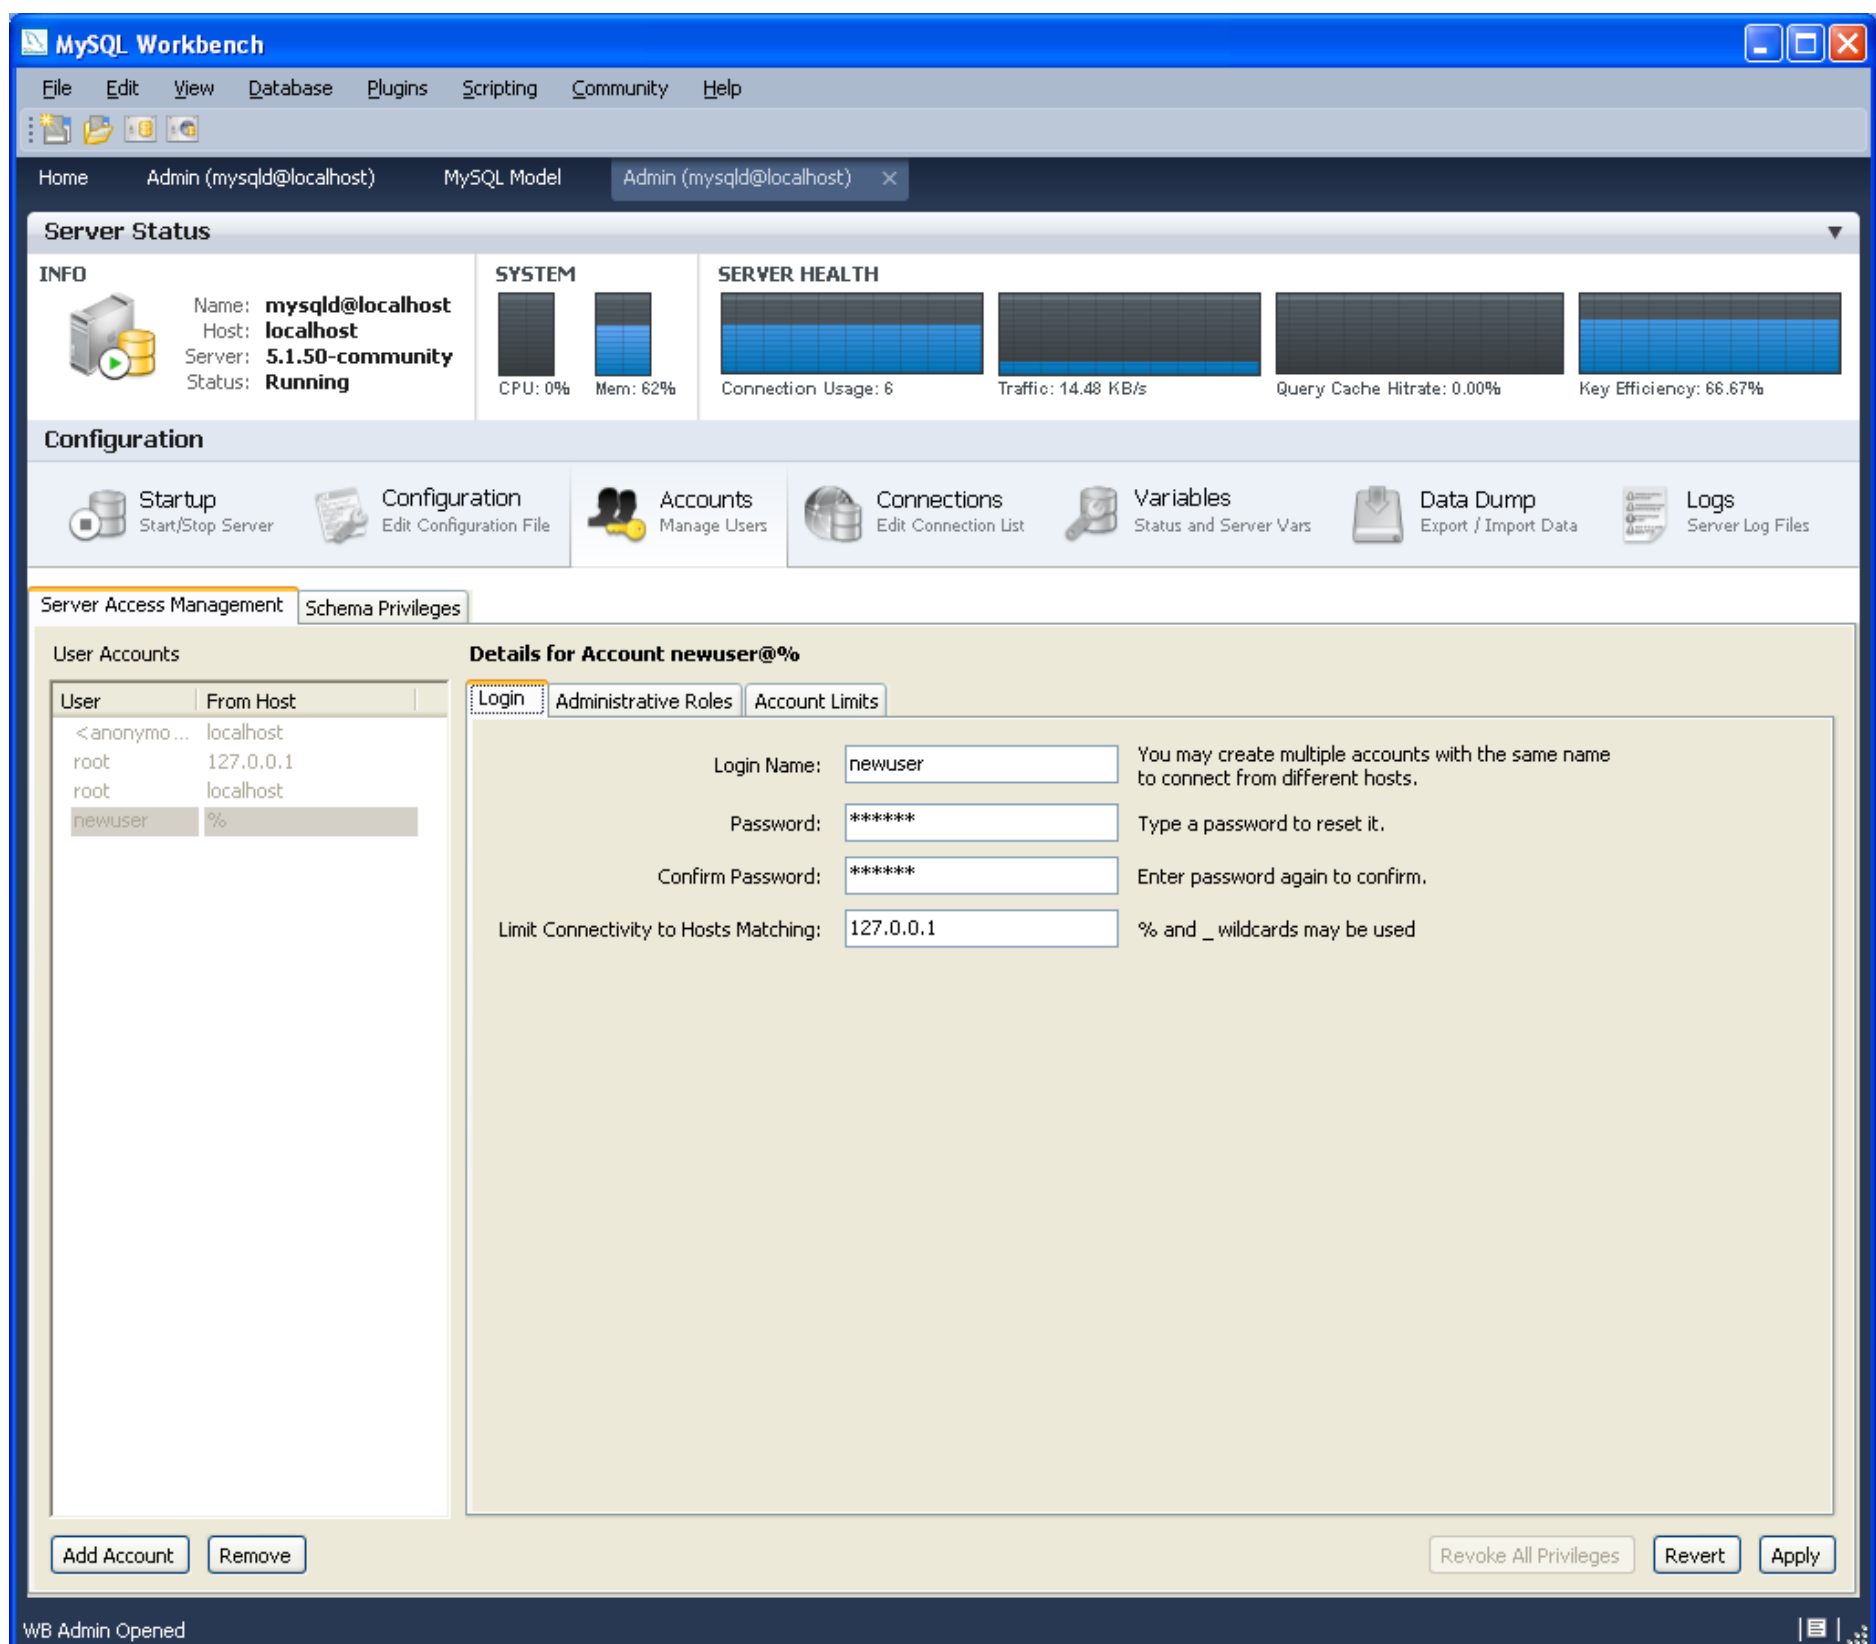 MySQL Workbench
File Edit View Database Plugins Scripting Community Help
Home Admin (mysqld@localhost) MySQL Model Admin (mysqld@localhost)
Server Status
INFO
Name: mysqld@localhost
Host: localhost
Server: 5.1.50-community
Status: Running
SYSTEM
CPU: 0% Mem: 62%
SERVER HEALTH
Connection Usage: 6 Traffic: 14.48 KB/s Query Cache Hitrate: 0.00% Key Efficiency: 66.67%
Configuration
Startup
Start/Stop Server
Configuration
Edit Configuration File
Accounts
Manage Users
Connections
Edit Connection List
Variables
Status and Server Vars
Data Dump
Export / Import Data
Logs
Server Log Files
Server Access Management Schema Privileges
User Accounts
User From Host
<anonymo... localhost
root 127.0.0.1
root localhost
newuser %
Details for Account newuser@%
Login Administrative Roles Account Limits
Login Name: newuser You may create multiple accounts with the same name
to connect from different hosts.
Password: ****** Type a password to reset it.
Confirm Password: ****** Enter password again to confirm.
Limit Connectivity to Hosts Matching: 127.0.0.1 % and _ wildcards may be used
Add Account Remove Revoke All Privileges Revert Apply
WB Admin Opened